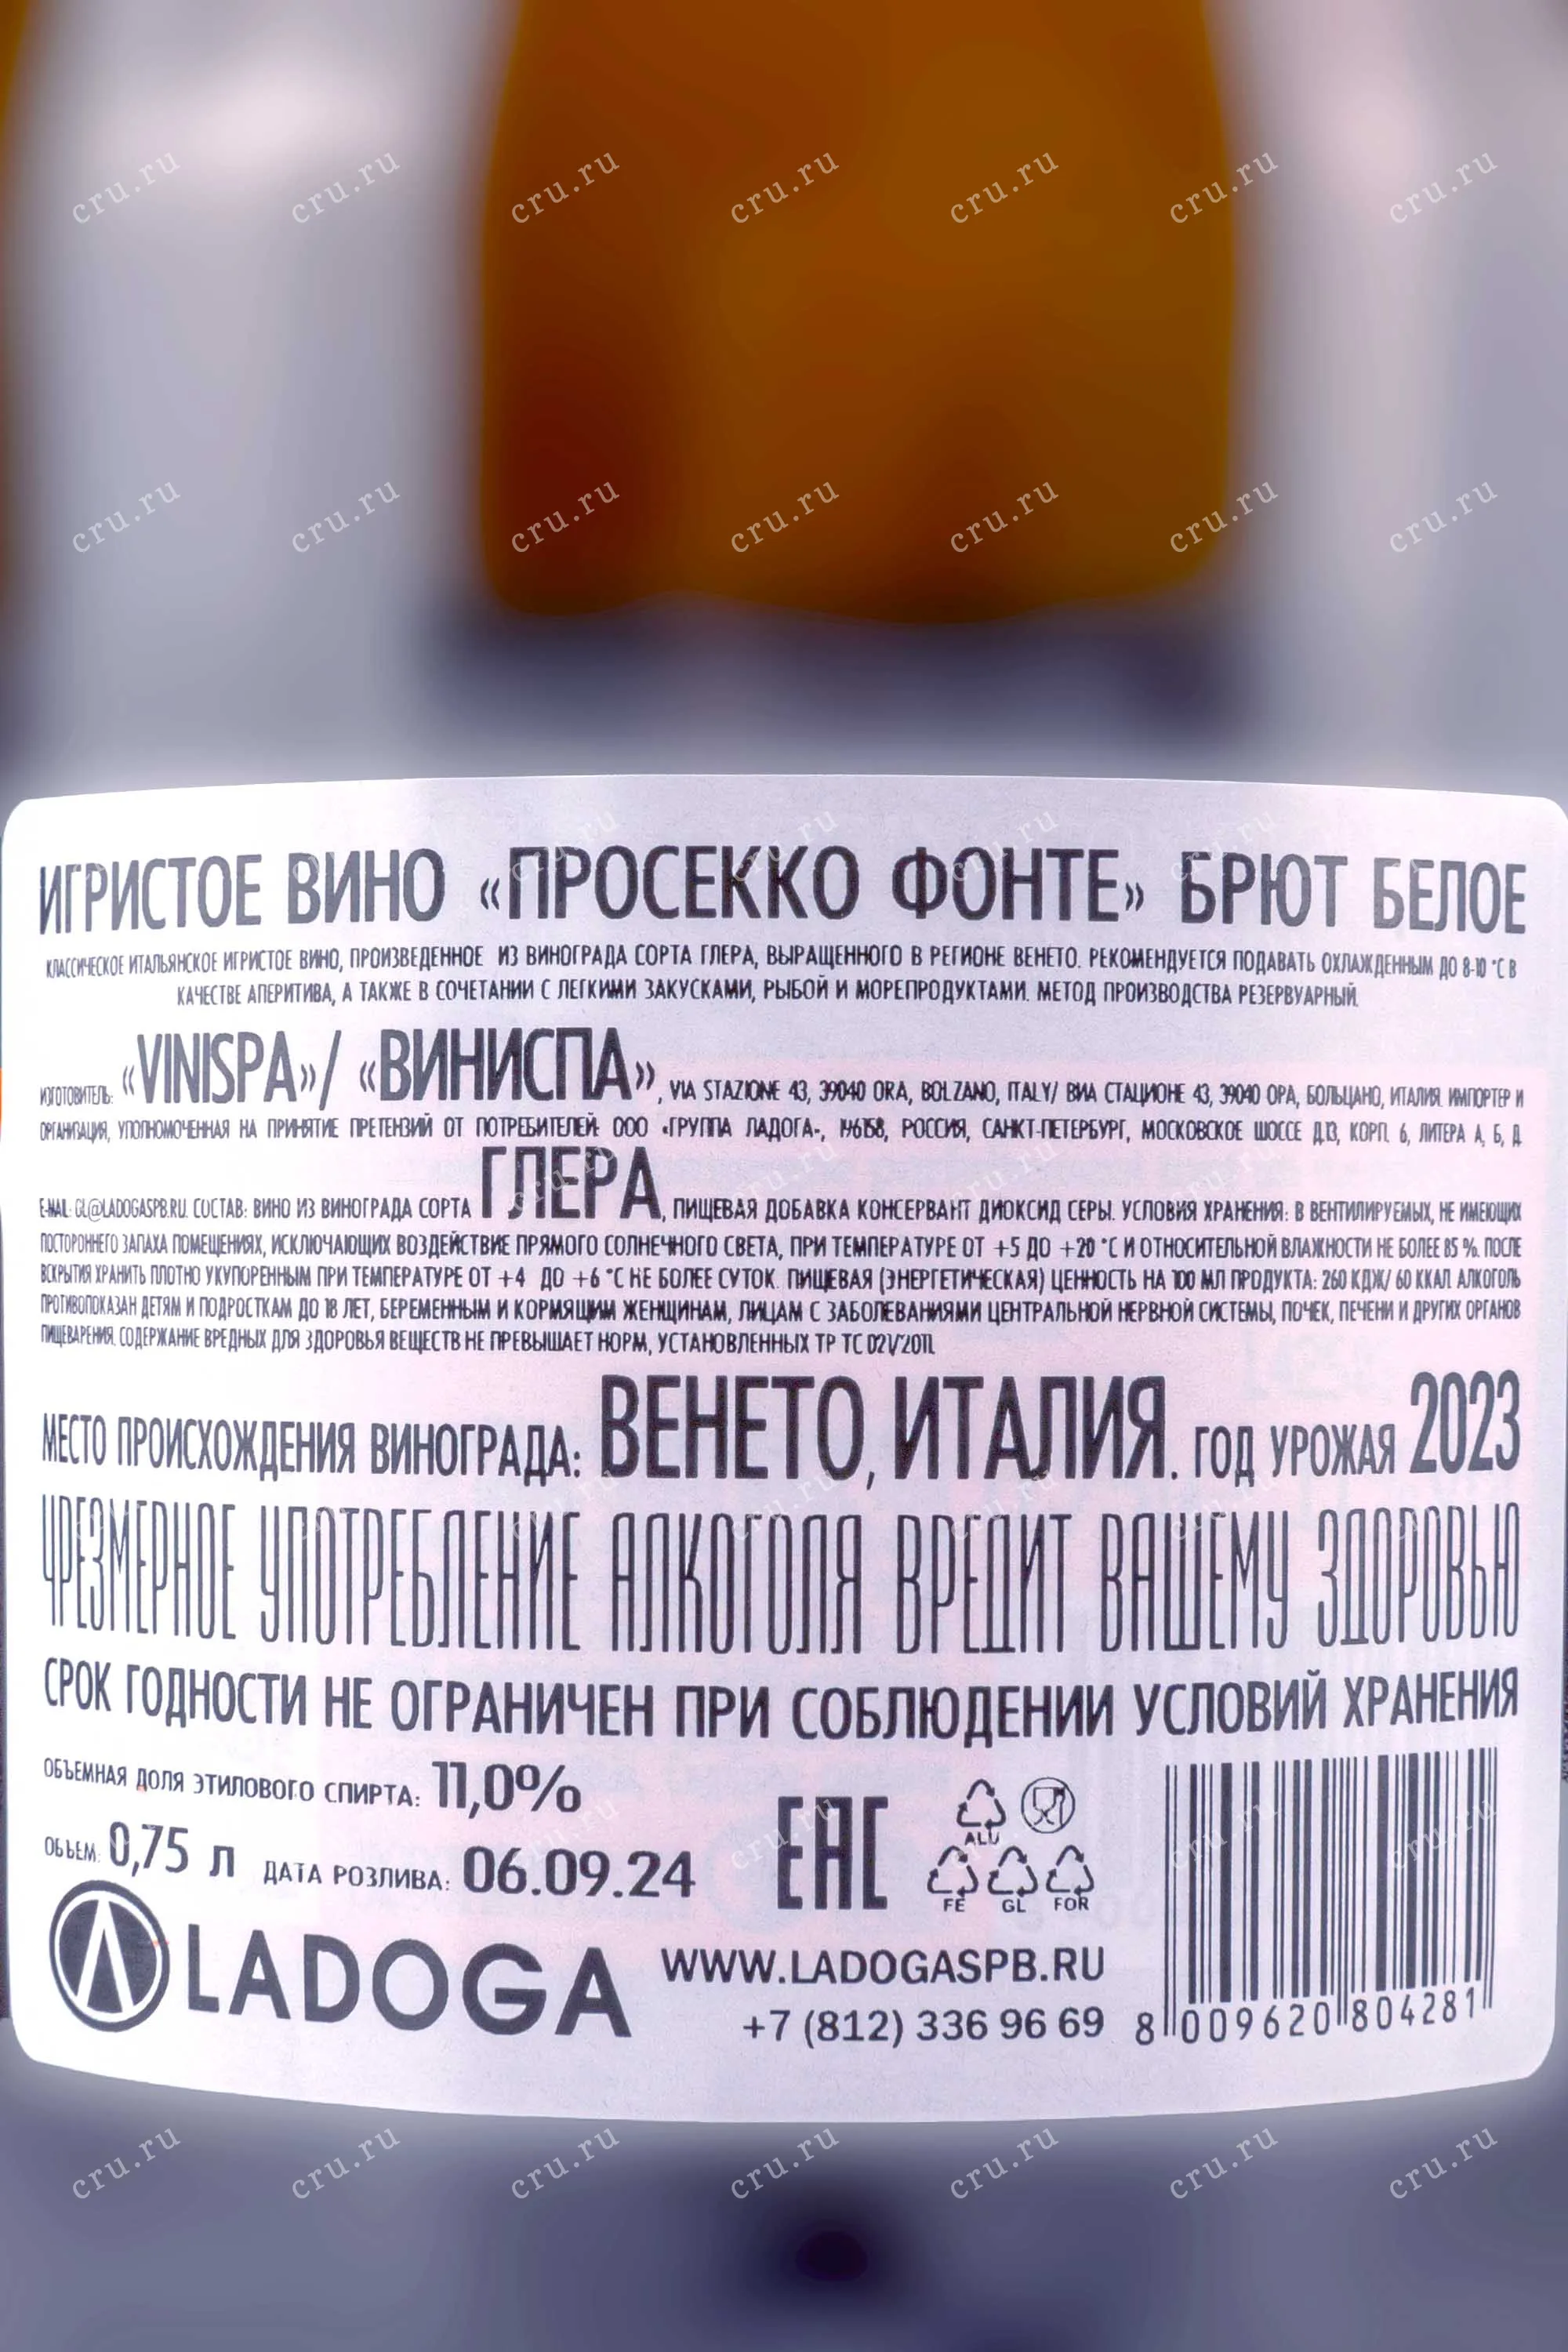 ИГРИСТОЕ ВИНО «ПРОСЕККО ФОНТЕ» БРЮТ БЕЛОЕ
КЛАССИЧЕСКОЕ ИТАЛЬЯНСКОЕ ИГРИСТОЕ ВИНО, ПРОИЗВЕДЕННОЕ ИЗ ВИНОГРАДА СОРТА ГЛЕРА, ВЫРАЩЕННОГО В РЕГИОНЕ ВЕНЕТО. РЕКОМЕНДУЕТСЯ ПОДАВАТЬ ОХЛАЖДЕННЫМ ДО 8-10 °С В
КАЧЕСТВЕ АПЕРИТИВА, А ТАКЖЕ В СОЧЕТАНИИ С ЛЕГКИМИ ЗАКУСКАМИ, РЫБОЙ И МОРЕПРОДУКТАМИ. МЕТОД ПРОИЗВОДСТВА РЕЗЕРВУАРНЫЙ.
ИЗГОТОВИТЕЛЬ: «VINISPA»/ «ВИНИСПА», VIA STAZIONE 43, 39040 ORA, BOLZANO, ITALY/ ВИА СТАЦИОНЕ 43, 39040 ОРА, БОЛЬЦАНО, ИТАЛИЯ. ИМПОРТЕР И
ОРГАНИЗАЦИЯ, УПОЛНОМОЧЕННАЯ НА ПРИНЯТИЕ ПРЕТЕНЗИЙ ОТ ПОТРЕБИТЕЛЕЙ: ООО «ГРУППА ЛАДОГА», 196158, РОССИЯ, САНКТ-ПЕТЕРБУРГ, МОСКОВСКОЕ ШОССЕ Д.13, КОРП. 6, ЛИТЕРА А, Б, Д.
E-MAIL: GL@LADOGASPB.RU. СОСТАВ: ВИНО ИЗ ВИНОГРАДА СОРТА ГЛЕРА, ПИЩЕВАЯ ДОБАВКА КОНСЕРВАНТ ДИОКСИД СЕРЫ. УСЛОВИЯ ХРАНЕНИЯ: В ВЕНТИЛИРУЕМЫХ, НЕ ИМЕЮЩИХ
ПОСТОРОННЕГО ЗАПАХА ПОМЕЩЕНИЯХ, ИСКЛЮЧАЮЩИХ ВОЗДЕЙСТВИЕ ПРЯМОГО СОЛНЕЧНОГО СВЕТА, ПРИ ТЕМПЕРАТУРЕ ОТ +5 ДО +20 °С И ОТНОСИТЕЛЬНОЙ ВЛАЖНОСТИ НЕ БОЛЕЕ 85 %. ПОСЛЕ
ВСКРЫТИЯ ХРАНИТЬ ПЛОТНО УКУПОРЕННЫМ ПРИ ТЕМПЕРАТУРЕ ОТ +4 ДО +6 °С НЕ БОЛЕЕ СУТОК. ПИЩЕВАЯ (ЭНЕРГЕТИЧЕСКАЯ) ЦЕННОСТЬ НА 100 МЛ ПРОДУКТА: 260 КДЖ/ 60 ККАЛ АЛКОГОЛЬ
ПРОТИВОПОКАЗАН ДЕТЯМ И ПОДРОСТКАМ ДО 18 ЛЕТ, БЕРЕМЕННЫМ И КОРМЯЩИМ ЖЕНЩИНАМ, ЛИЦАМ С ЗАБОЛЕВАНИЯМИ ЦЕНТРАЛЬНОЙ НЕРВНОЙ СИСТЕМЫ, ПОЧЕК, ПЕЧЕНИ И ДРУГИХ ОРГАНОВ
ПИЩЕВАРЕНИЯ. СОДЕРЖАНИЕ ВРЕДНЫХ ДЛЯ ЗДОРОВЬЯ ВЕЩЕСТВ НЕ ПРЕВЫШАЕТ НОРМ, УСТАНОВЛЕННЫХ ТР ТС 021/2011.
МЕСТО ПРОИСХОЖДЕНИЯ ВИНОГРАДА: ВЕНЕТО, ИТАЛИЯ. ГОД УРОЖАЯ 2023
ЧРЕЗМЕРНОЕ УПОТРЕБЛЕНИЕ АЛКОГОЛЯ ВРЕДИТ ВАШЕМУ ЗДОРОВЬЮ
СРОК ГОДНОСТИ НЕ ОГРАНИЧЕН ПРИ СОБЛЮДЕНИИ УСЛОВИЙ ХРАНЕНИЯ
ОБЪЕМНАЯ ДОЛЯ ЭТИЛОВОГО СПИРТА: 11,0%
ОБЪЕМ: 0,75 Л ДАТА РОЗЛИВА: 06.09.24
EAC
ALU
FE GL FOR
LADOGA
WWW.LADOGASPB.RU
+7 (812) 336 96 69
8 009620 804281
cru.ru